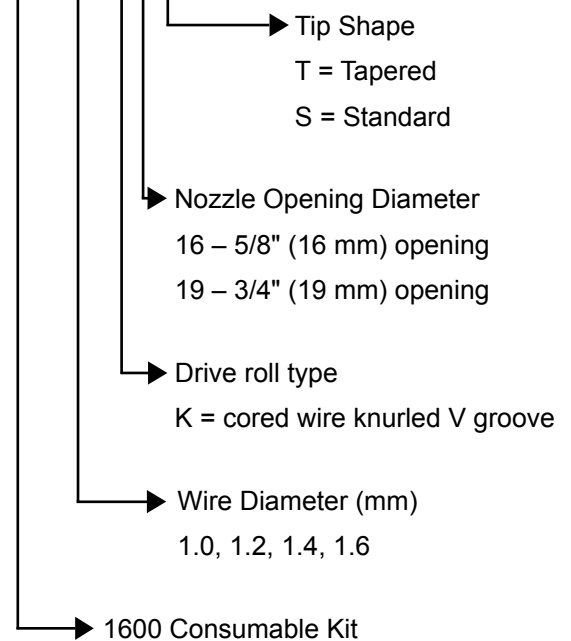 Tip Shape
T = Tapered
S = Standard
Nozzle Opening Diameter
16 – 5/8" (16 mm) opening
19 – 3/4" (19 mm) opening
Drive roll type
K = cored wire knurled V groove
Wire Diameter (mm)
1.0, 1.2, 1.4, 1.6
1600 Consumable Kit